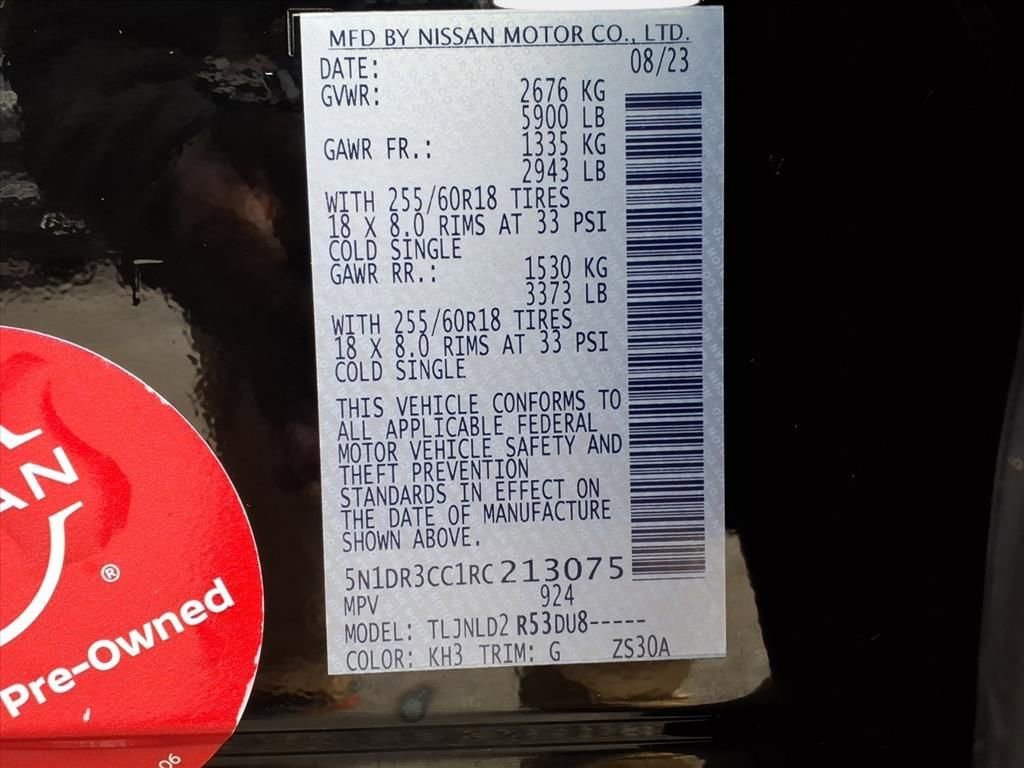 MFD BY NISSAN MOTOR CO., LTD.
DATE: 08/23
GVWR: 2676 KG
5900 LB
GAWR FR.: 1335 KG
2943 LB
WITH 255/60R18 TIRES
18 X 8.0 RIMS AT 33 PSI
COLD SINGLE
GAWR RR.: 1530 KG
3373 LB
WITH 255/60R18 TIRES
18 X 8.0 RIMS AT 33 PSI
COLD SINGLE
THIS VEHICLE CONFORMS TO
ALL APPLICABLE FEDERAL
MOTOR VEHICLE SAFETY AND
THEFT PREVENTION
STANDARDS IN EFFECT ON
THE DATE OF MANUFACTURE
SHOWN ABOVE.
5N1DR3CC1RC213075
MPV 924
MODEL: TLJNLD2 R53DU8-----
COLOR: KH3 TRIM: G ZS30A
AN
®
Pre-Owned
06